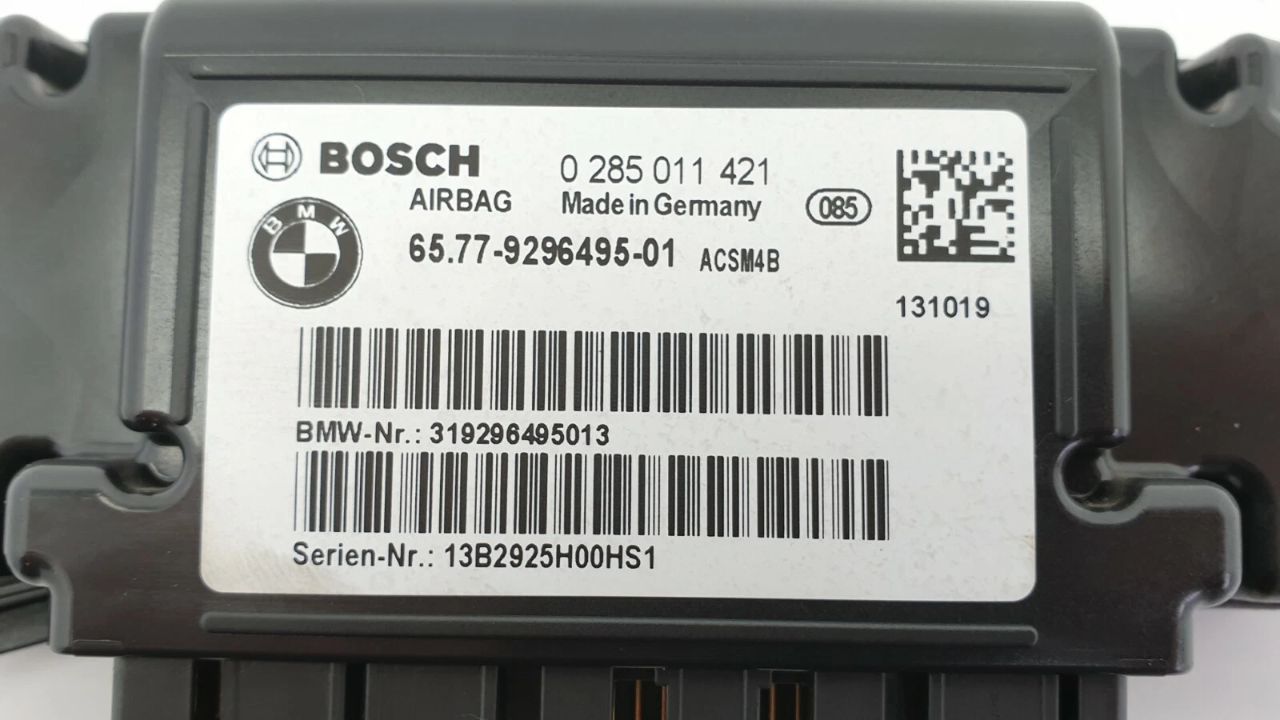 BOSCH 0 285 011 421
AIRBAG Made in Germany 085
BMW
65.77-9296495-01 ACSM4B
131019
BMW-Nr.: 319296495013
Serien-Nr.: 13B2925H00HS1